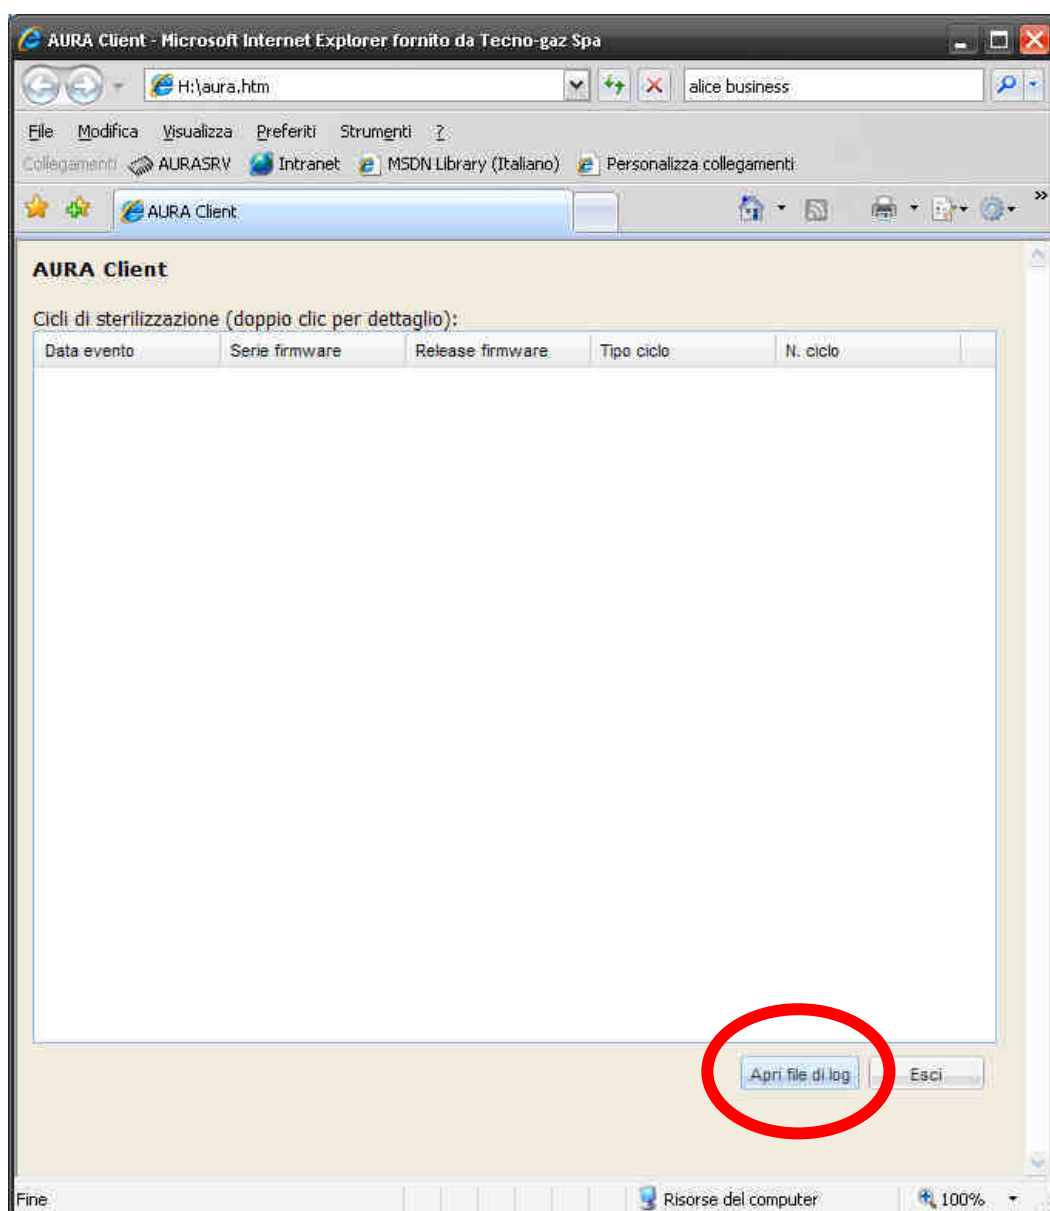 AURA Client - Microsoft Internet Explorer fornito da Tecno-gaz Spa
H:\aura.htm alice business
File Modifica Visualizza Preferiti Strumenti ?
Collegamenti AURASRV Intranet MSDN Library (Italiano) Personalizza collegamenti
AURA Client
AURA Client
Cicli di sterilizzazione (doppio clic per dettaglio):
Data evento Serie firmware Release firmware Tipo ciclo N. ciclo
Apri file di log Esci
Fine Risorse del computer 100%